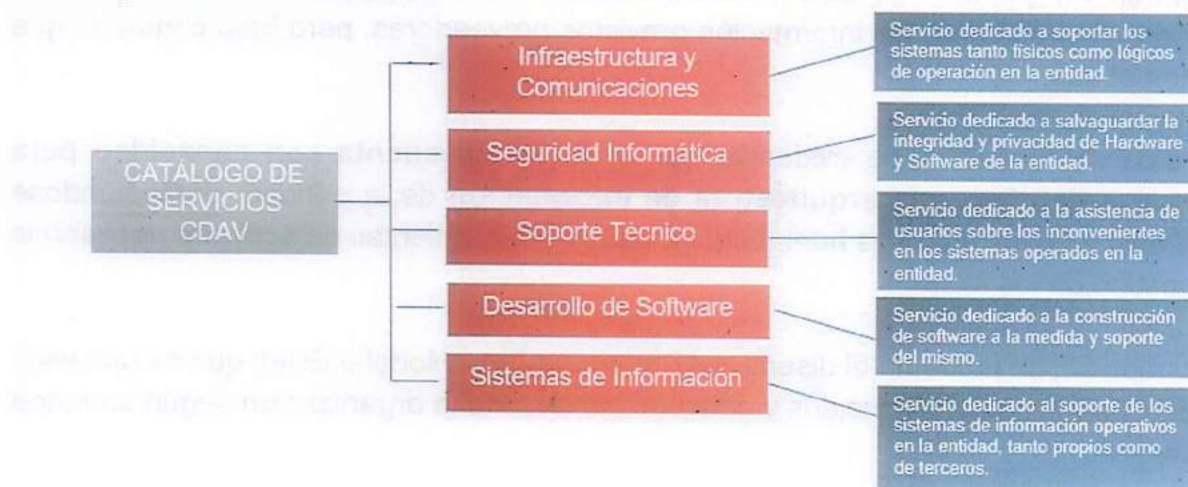 CATÁLOGO DE
SERVICIOS
CDAV
Infraestructura y
Comunicaciones
Servicio dedicado a soportar los
sistemas tanto físicos como lógicos
de operación en la entidad.
Seguridad Informática
Servicio dedicado a salvaguardar la
integridad y privacidad de Hardware
y Software de la entidad.
Soporte Tècnico
Servicio dedicado a la asistencia de
usuarios sobre los inconvenientes
en los sistemas operados en la
entidad.
Desarrollo de Software
Servicio dedicado a la construcción
de software a la medida y soporte
del mismo.
Sistemas de Información
Servicio dedicado al soporte de los
sistemas de información operativos
en la entidad, tanto propios como
de terceros.